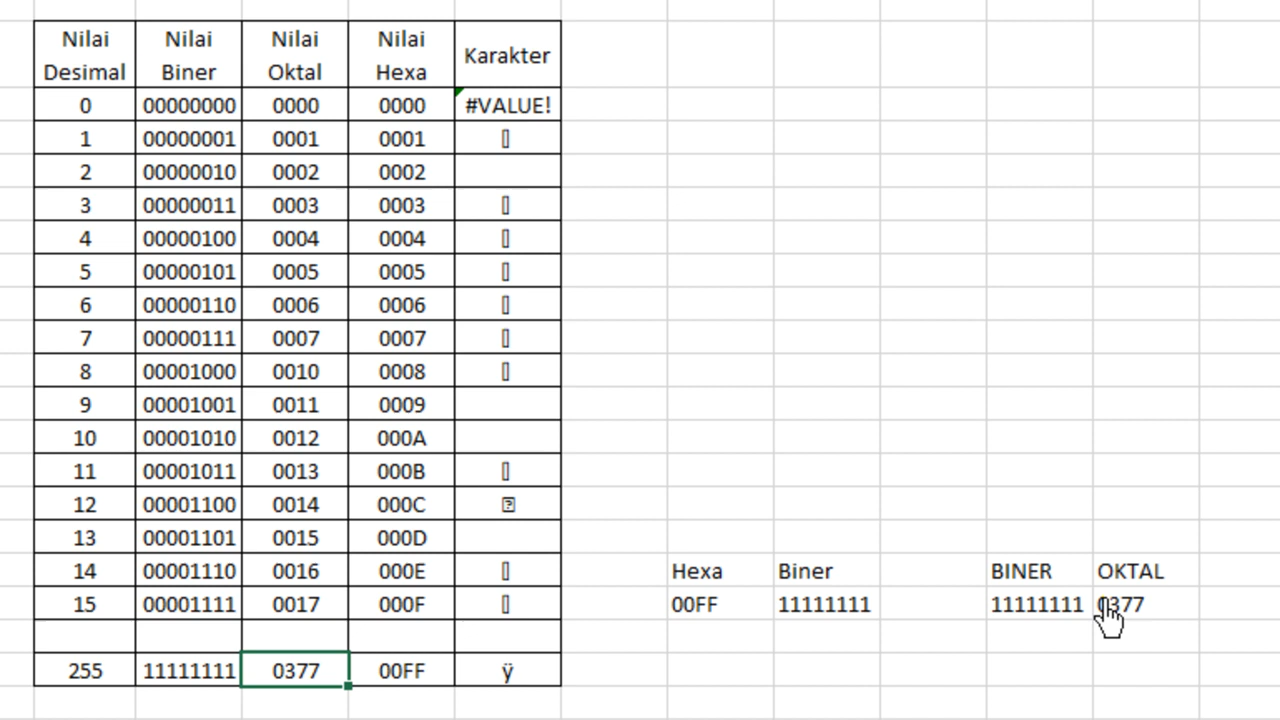 Nilai Desimal Nilai Biner Nilai Oktal Nilai Hexa Karakter
0 00000000 0000 0000 #VALUE!
1 00000001 0001 0001
2 00000010 0002 0002
3 00000011 0003 0003
4 00000100 0004 0004
5 00000101 0005 0005
6 00000110 0006 0006
7 00000111 0007 0007
8 00001000 0010 0008
9 00001001 0011 0009
10 00001010 0012 000A
11 00001011 0013 000B
12 00001100 0014 000C
13 00001101 0015 000D
14 00001110 0016 000E Hexa Biner BINER OKTAL
15 00001111 0017 000F 00FF 11111111 11111111 0377
255 11111111 0377 00FF ÿ